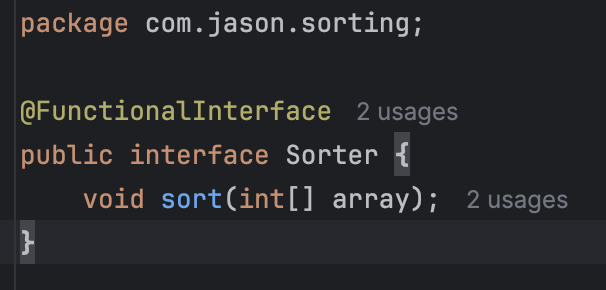 package com.jason.sorting;
@FunctionalInterface 2 usages
public interface Sorter {
void sort(int[] array); 2 usages
}